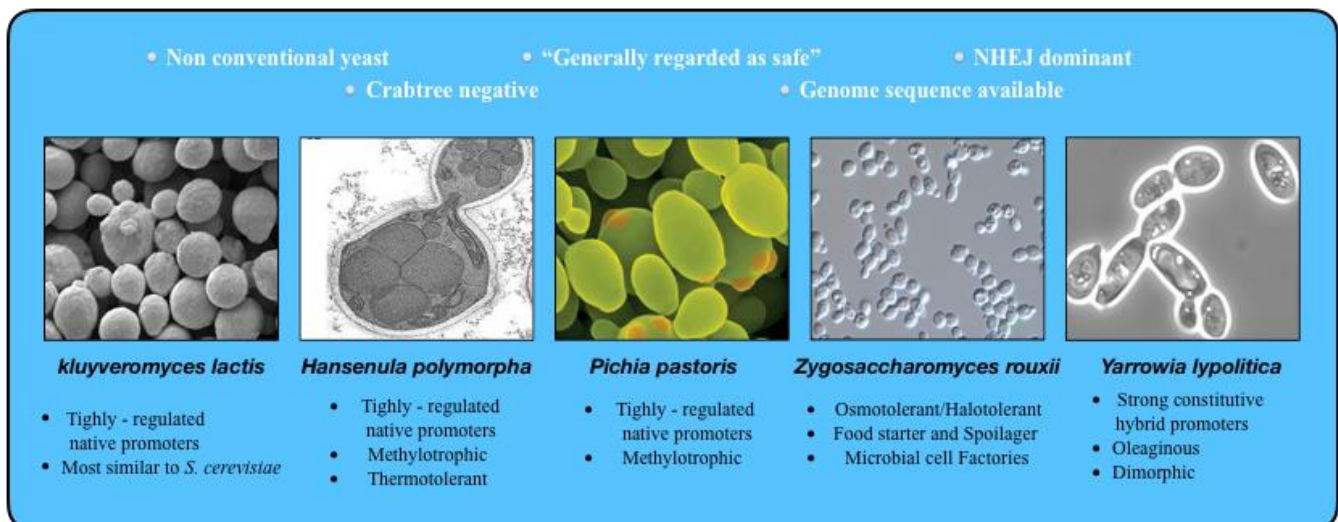 Non conventional yeast
“Generally regarded as safe”
NHEJ dominant
Crabtree negative
Genome sequence available
kluyveromyces lactis
Tighly - regulated
native promoters
Most similar to S. cerevisiae
Hansenula polymorpha
Tighly - regulated
native promoters
Methylotrophic
Thermotolerant
Pichia pastoris
Tighly - regulated
native promoters
Methylotrophic
Zygosaccharomyces rouxii
Osmotolerant/Halotolerant
Food starter and Spoilager
Microbial cell Factories
Yarrowia lypolitica
Strong constitutive
hybrid promoters
Oleaginous
Dimorphic